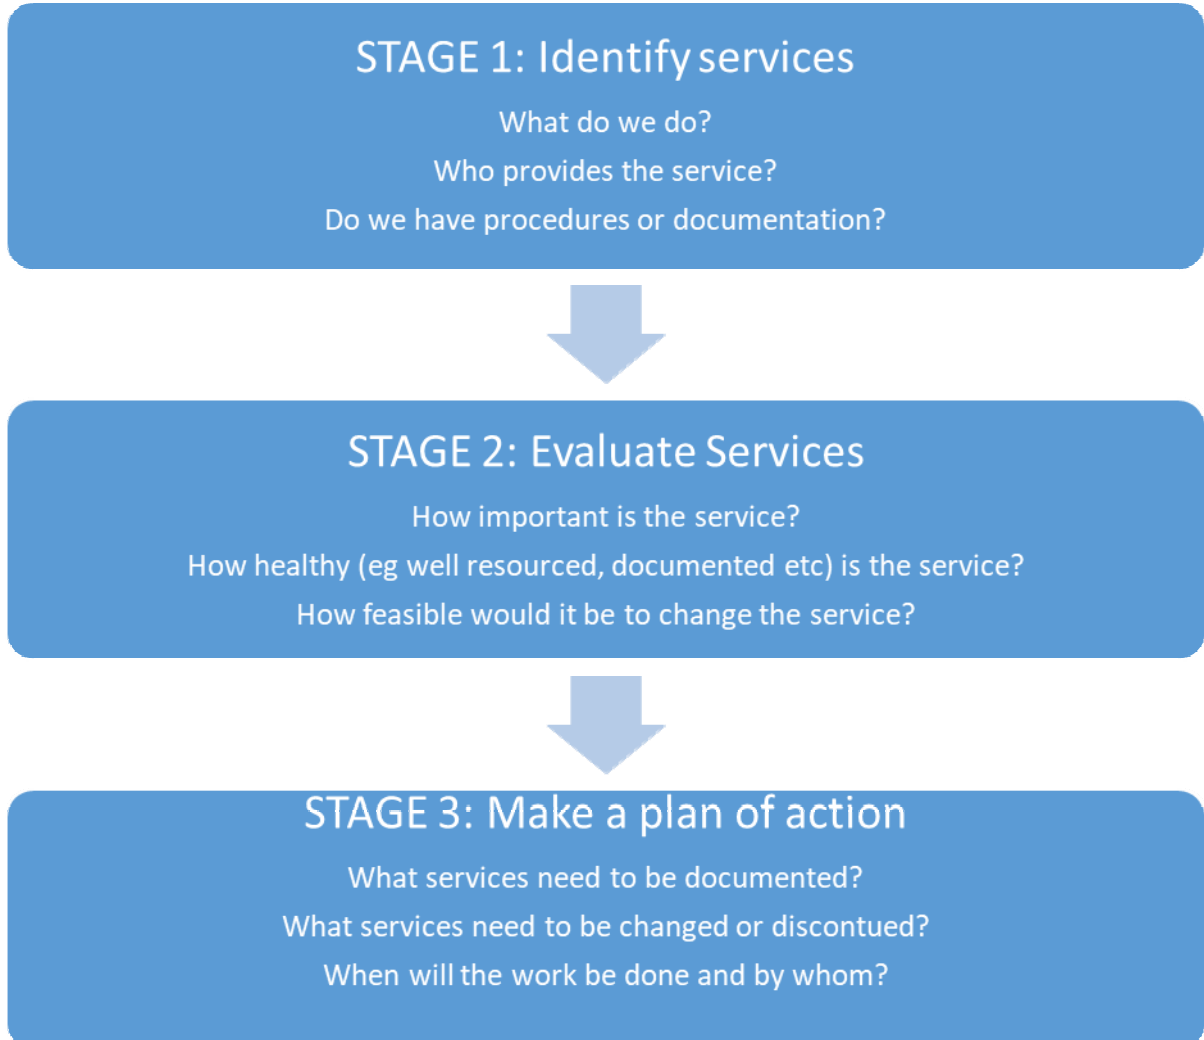 STAGE 1: Identify services
What do we do?
Who provides the service?
Do we have procedures or documentation?
STAGE 2: Evaluate Services
How important is the service?
How healthy (eg well resourced, documented etc) is the service?
How feasible would it be to change the service?
STAGE 3: Make a plan of action
What services need to be documented?
What services need to be changed or discontued?
When will the work be done and by whom?